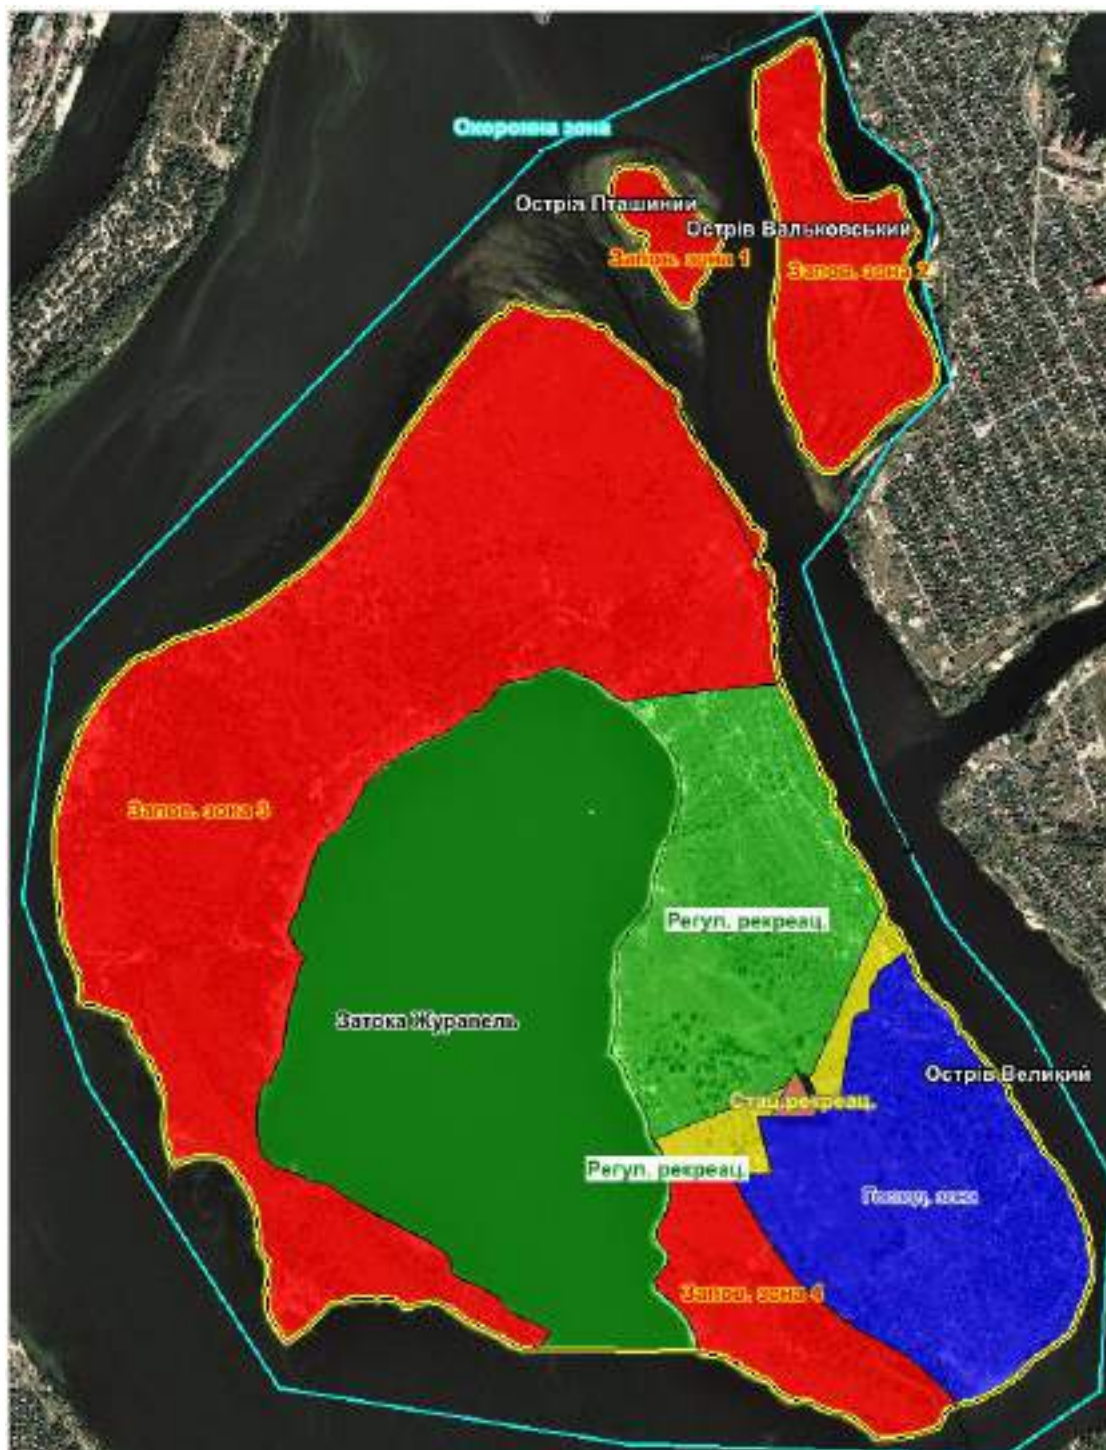 Охоронна зона
Острів Пташиний
Запов. зона 1
Острів Вальковський
Запов. зона 2
Запов. зона 3
Регул. рекреац.
Затока Журавель
Острів Великий
Стац.рекреац.
Регул. рекреац.
Запов. зона 4